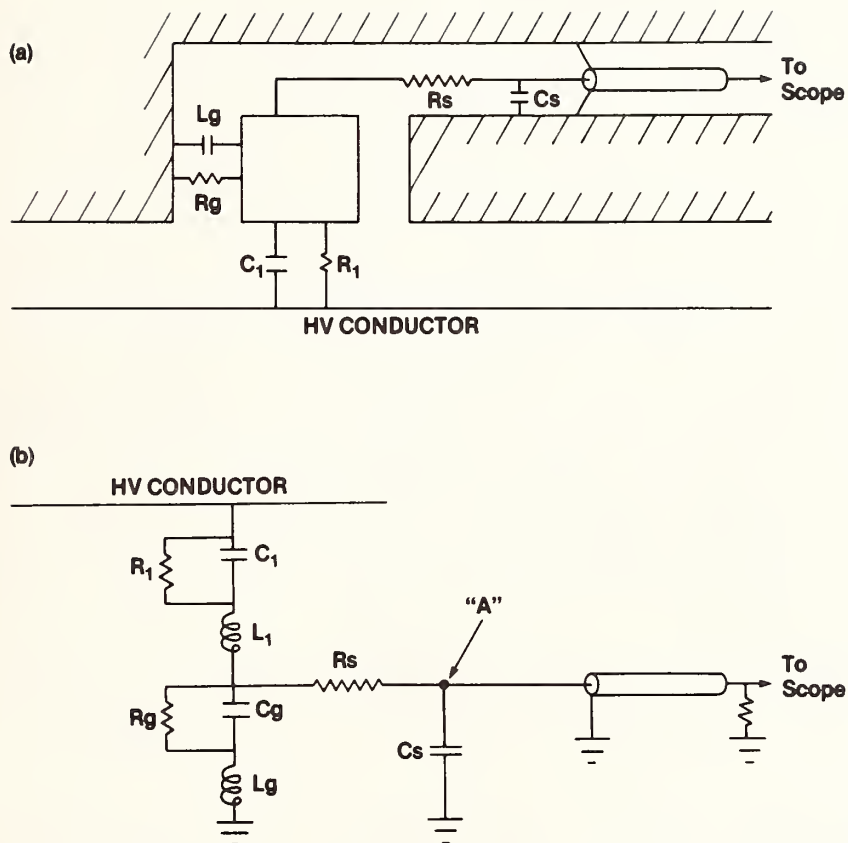 (a)
To
Scope
Rs
Cs
Lg
Rg
C1
R1
HV CONDUCTOR
(b)
HV CONDUCTOR
C1
R1
L1
"A"
Rs
To
Scope
Rg
Cg
Cs
Lg